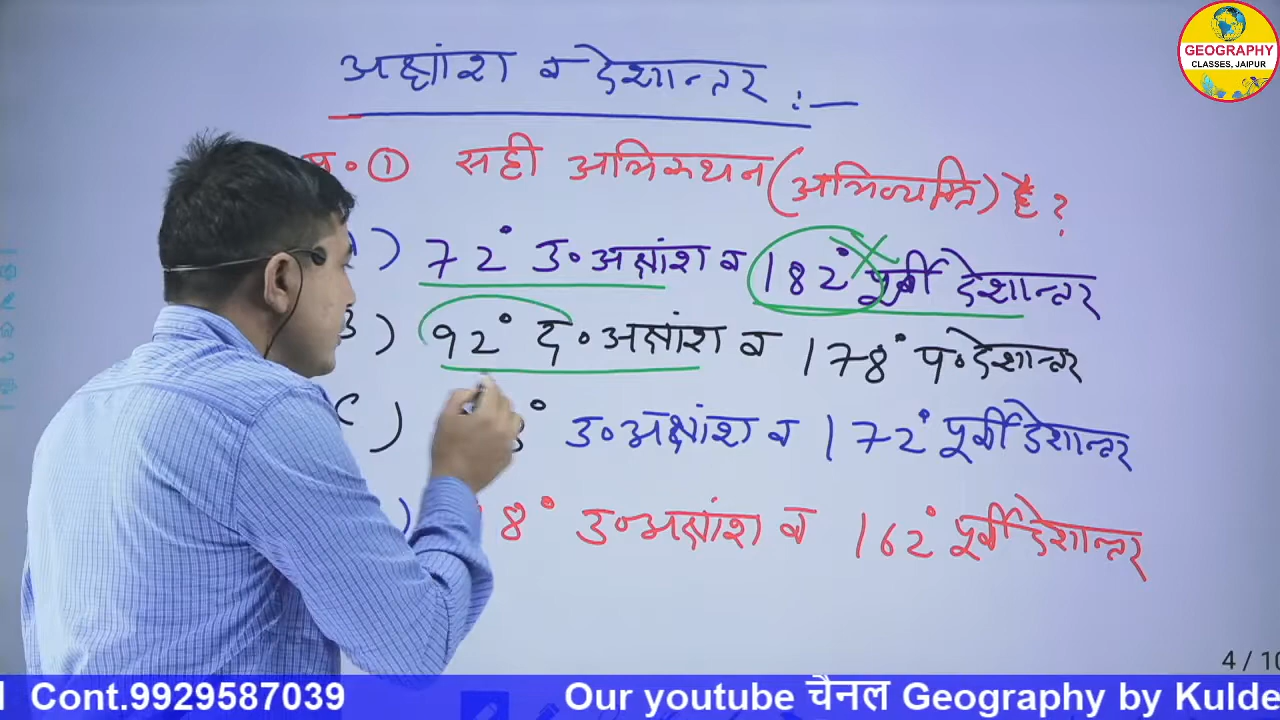 GEOGRAPHY
CLASSES, JAIPUR
अक्षांश व देशान्तर :—
प्र. ① सही अभिकथन (अभिव्यक्ति) है ?
A) 72° उ० अक्षांश व 182° पूर्वी देशान्तर
B) 92° द० अक्षांश व 178° प० देशान्तर
C) 8° उ० अक्षांश व 172° पूर्वी देशान्तर
) 8° उ० अक्षांश व 162° पूर्वी देशान्तर
4 / 10
Cont.9929587039 Our youtube चैनल Geography by Kulde